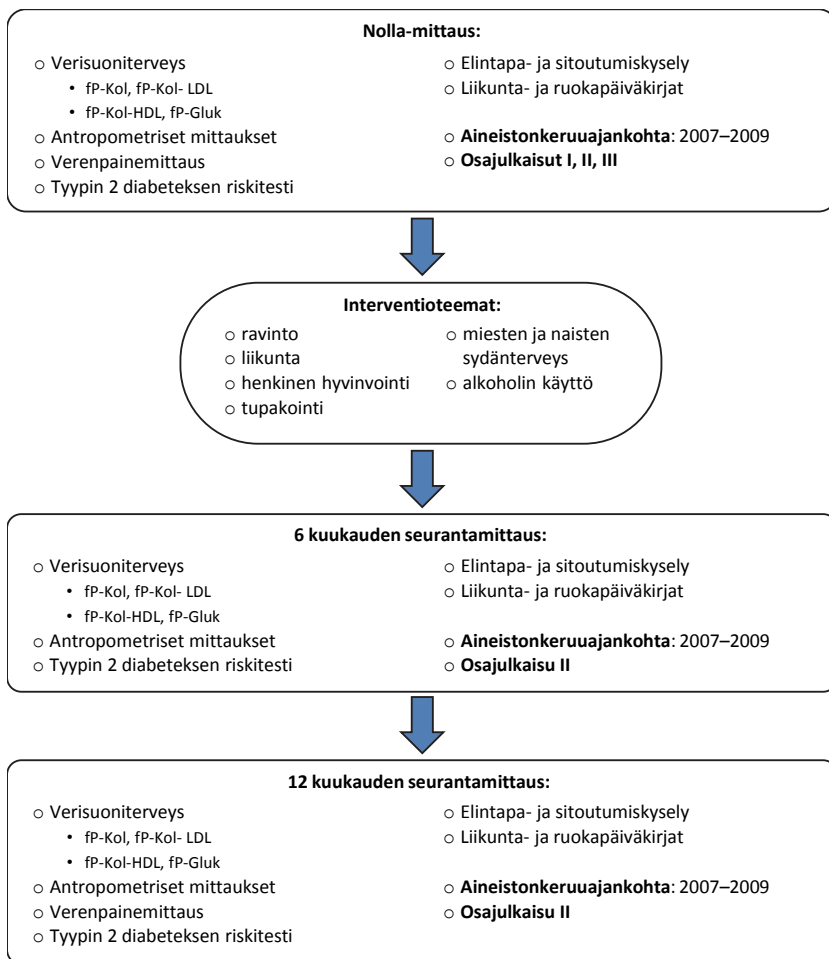 Nolla-mittaus:
○ Verisuoniterveys
• fP-Kol, fP-Kol- LDL
• fP-Kol-HDL, fP-Gluk
○ Antropometriset mittaukset
○ Verenpainemittaus
○ Tyypin 2 diabeteksen riskitesti
○ Elintapa- ja sitoutumiskysely
○ Liikunta- ja ruokapäiväkirjat
○ Aineistonkeruuajankohta: 2007–2009
○ Osajulkaisut I, II, III
Interventioteemat:
○ ravinto
○ liikunta
○ henkinen hyvinvointi
○ tupakointi
○ miesten ja naisten
sydänterveys
○ alkoholin käyttö
6 kuukauden seurantamittaus:
○ Verisuoniterveys
• fP-Kol, fP-Kol- LDL
• fP-Kol-HDL, fP-Gluk
○ Antropometriset mittaukset
○ Tyypin 2 diabeteksen riskitesti
○ Elintapa- ja sitoutumiskysely
○ Liikunta- ja ruokapäiväkirjat
○ Aineistonkeruuajankohta: 2007–2009
○ Osajulkaisu II
12 kuukauden seurantamittaus:
○ Verisuoniterveys
• fP-Kol, fP-Kol- LDL
• fP-Kol-HDL, fP-Gluk
○ Antropometriset mittaukset
○ Verenpainemittaus
○ Tyypin 2 diabeteksen riskitesti
○ Elintapa- ja sitoutumiskysely
○ Liikunta- ja ruokapäiväkirjat
○ Aineistonkeruuajankohta: 2007–2009
○ Osajulkaisu II